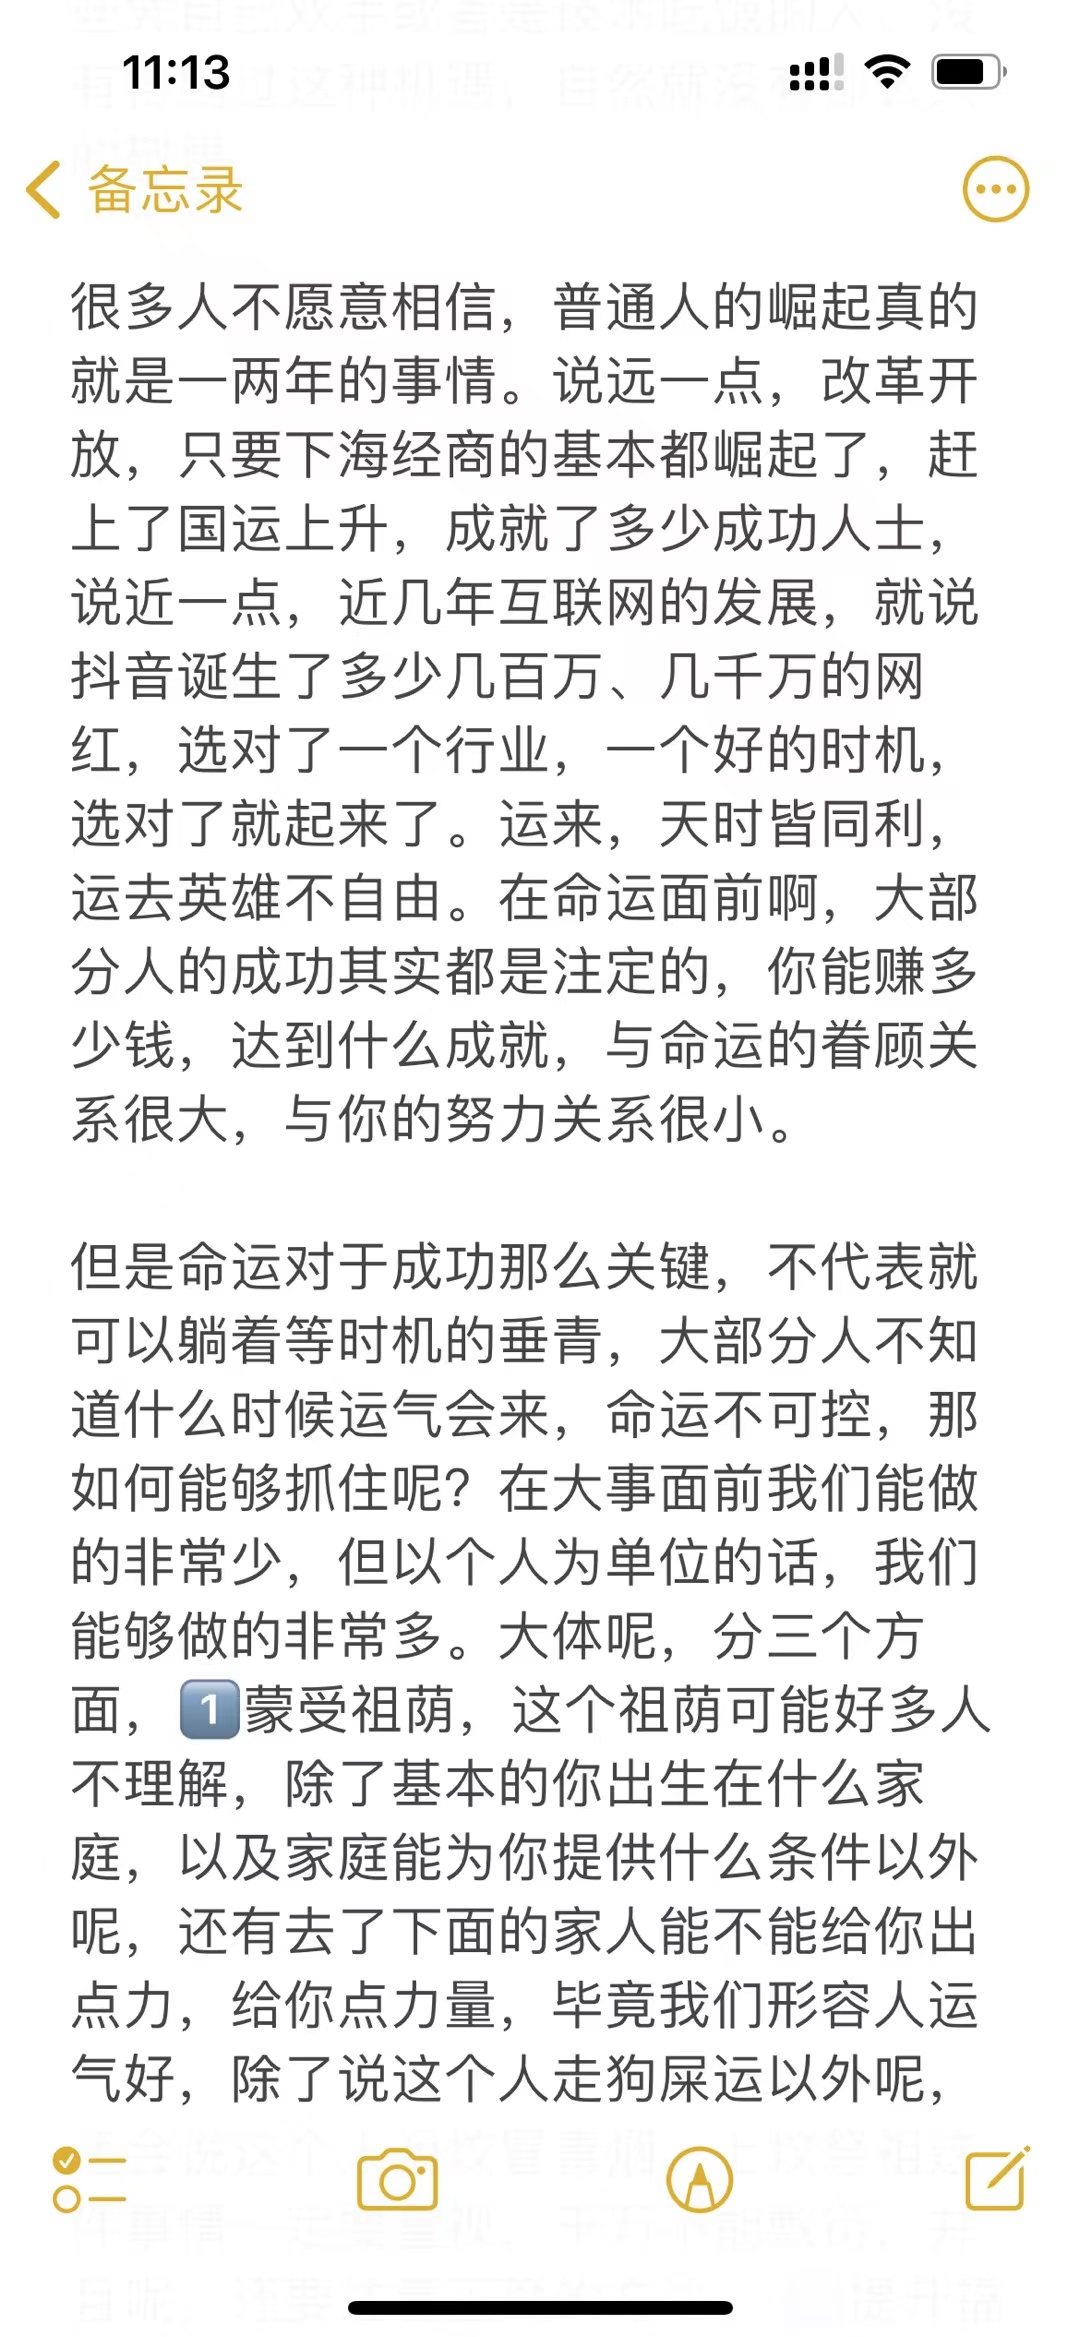 11:13
备忘录
很多人不愿意相信，普通人的崛起真的
就是一两年的事情。说远一点，改革开
放，只要下海经商的基本都崛起了，赶
上了国运上升，成就了多少成功人士，
说近一点，近几年互联网的发展，就说
抖音诞生了多少几百万、几千万的网
红，选对了一个行业，一个好的时机，
选对了就起来了。运来，天时皆同利，
运去英雄不自由。在命运面前啊，大部
分人的成功其实都是注定的，你能赚多
少钱，达到什么成就，与命运的眷顾关
系很大，与你的努力关系很小。
但是命运对于成功那么关键，不代表就
可以躺着等时机的垂青，大部分人不知
道什么时候运气会来，命运不可控，那
如何能够抓住呢？在大事面前我们能做
的非常少，但以个人为单位的话，我们
能够做的非常多。大体呢，分三个方
面，1️⃣蒙受祖荫，这个祖荫可能好多人
不理解，除了基本的你出生在什么家
庭，以及家庭能为你提供什么条件以外
呢，还有去了下面的家人能不能给你出
点力，给你点力量，毕竟我们形容人运
气好，除了说这个人走狗屎运以外呢，